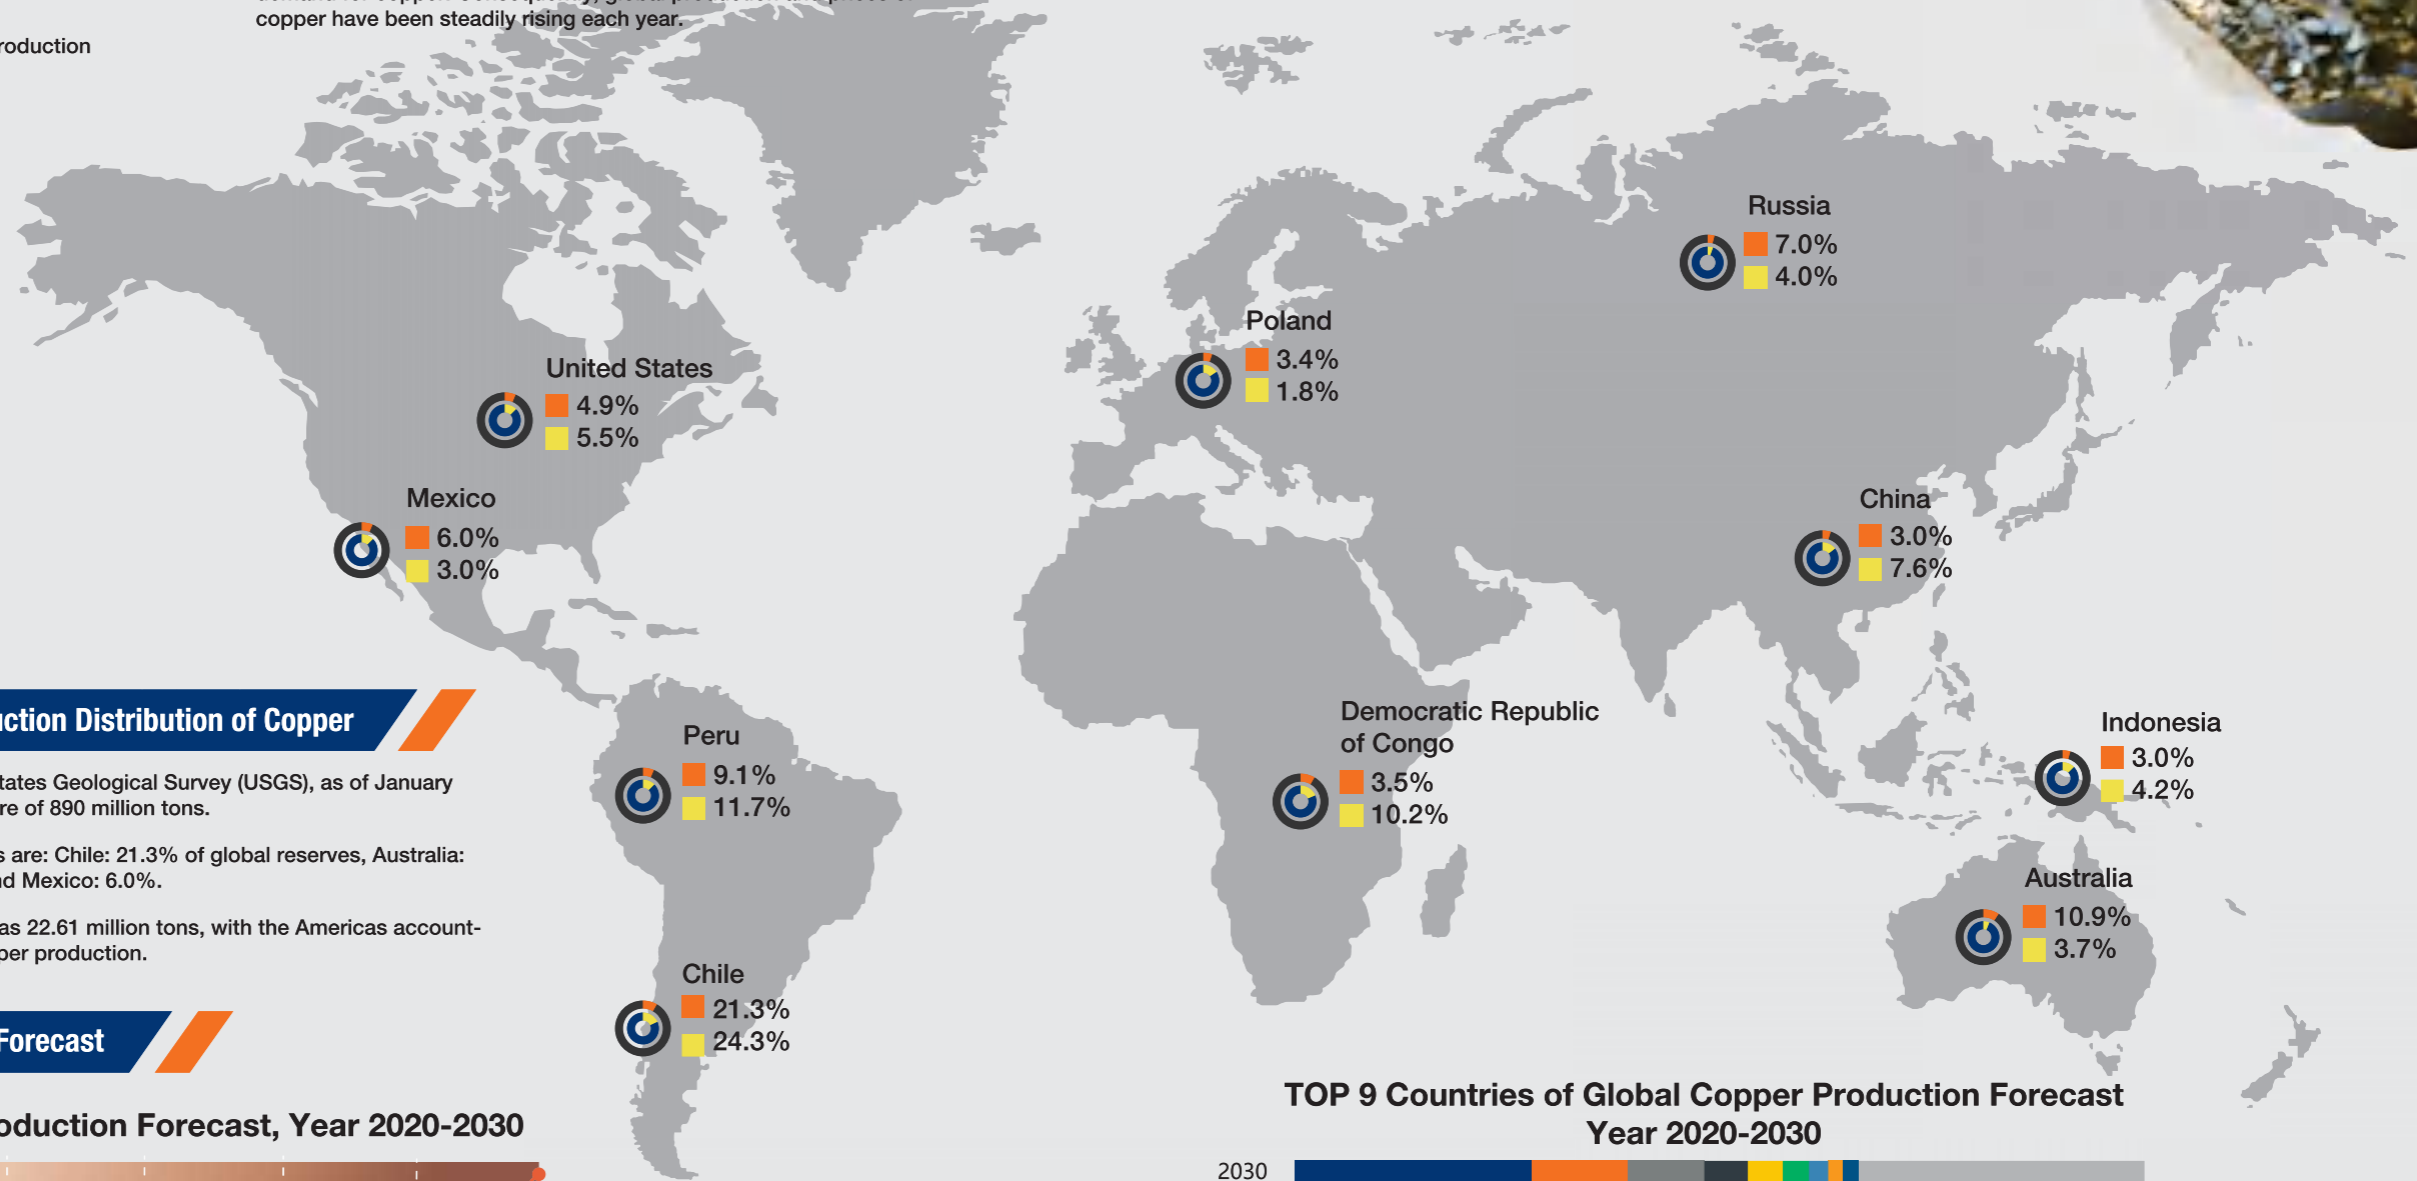 copper have been steadily rising each year.
roduction
Russia
7.0%
4.0%
Poland
3.4%
1.8%
United States
4.9%
5.5%
Mexico
6.0%
3.0%
China
3.0%
7.6%
uction Distribution of Copper
tates Geological Survey (USGS), as of January
re of 890 million tons.
s are: Chile: 21.3% of global reserves, Australia:
nd Mexico: 6.0%.
as 22.61 million tons, with the Americas account-
per production.
Peru
9.1%
11.7%
Democratic Republic
of Congo
3.5%
10.2%
Indonesia
3.0%
4.2%
Australia
10.9%
3.7%
Chile
21.3%
24.3%
Forecast
oduction Forecast, Year 2020-2030
TOP 9 Countries of Global Copper Production Forecast
Year 2020-2030
2030